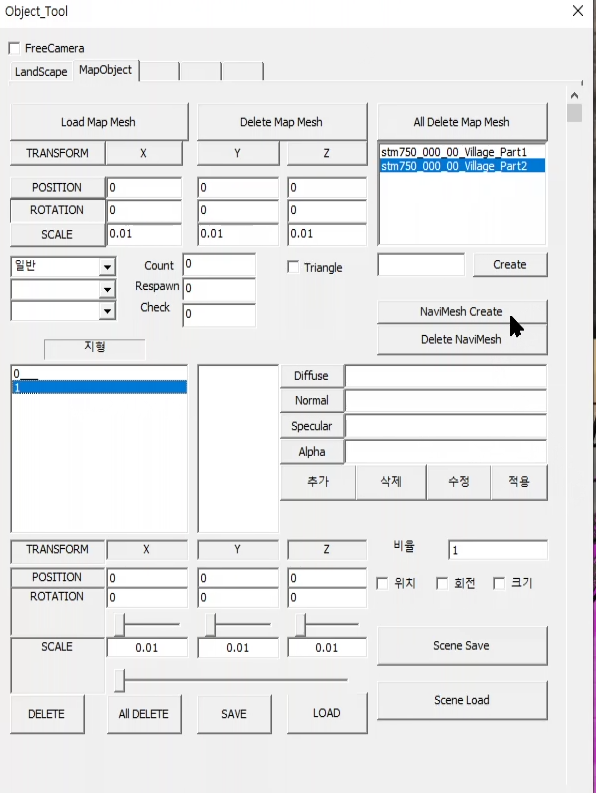 Object_Tool
FreeCamera
LandScape MapObject
Load Map Mesh Delete Map Mesh All Delete Map Mesh
TRANSFORM X Y Z
stm750_000_00_Village_Part1
stm750_000_00_Village_Part2
POSITION 0 0 0
ROTATION 0 0 0
SCALE 0.01 0.01 0.01
일반 Count 0 Triangle Create
Respawn 0
Check 0
NaviMesh Create
Delete NaviMesh
지형
0___
1
Diffuse
Normal
Specular
Alpha
추가 삭제 수정 적용
TRANSFORM X Y Z 비율 1
POSITION 0 0 0 위치 회전 크기
ROTATION 0 0 0
SCALE 0.01 0.01 0.01 Scene Save
Scene Load
DELETE All DELETE SAVE LOAD